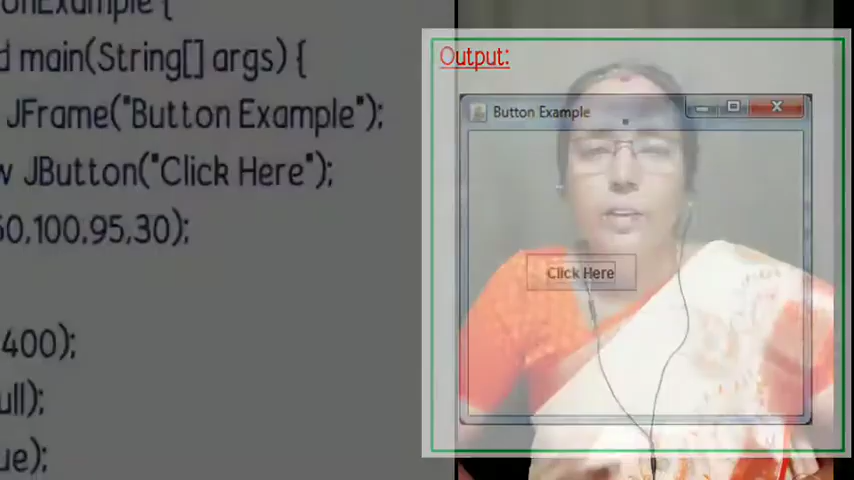 onExample {
d main(String[] args) {
JFrame("Button Example");
w JButton("Click Here");
50,100,95,30);
400);
ull);
ue);
Output:
Button Example
Click Here